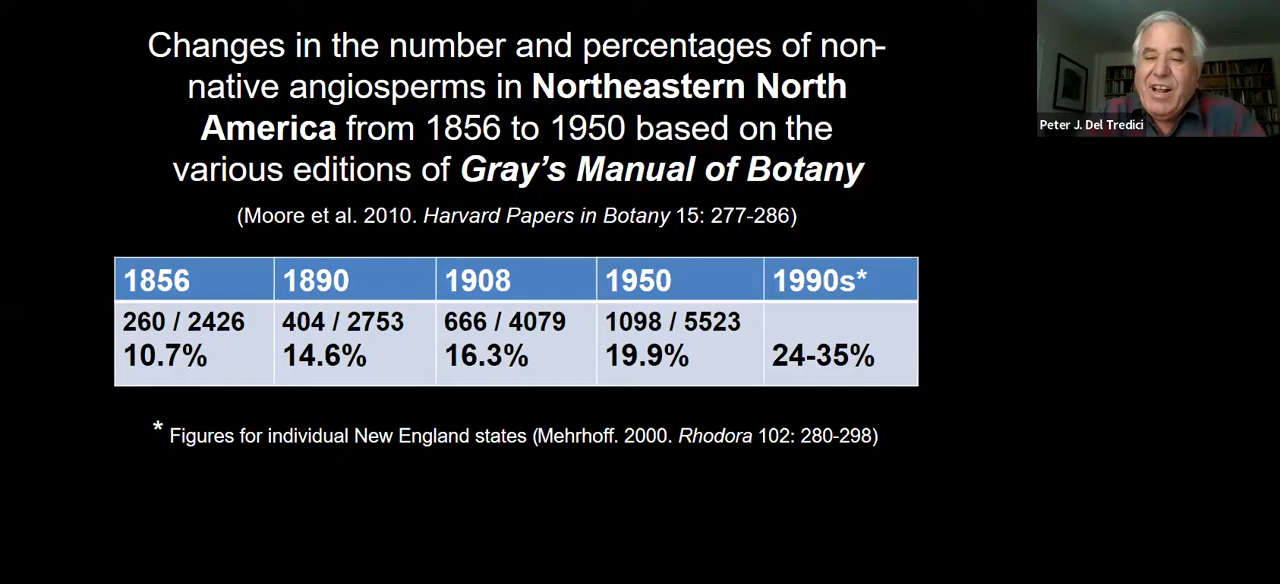 Changes in the number and percentages of non-
native angiosperms in Northeastern North
America from 1856 to 1950 based on the
various editions of Gray's Manual of Botany
(Moore et al. 2010. Harvard Papers in Botany 15: 277-286)
1856 1890 1908 1950 1990s*
260 / 2426 404 / 2753 666 / 4079 1098 / 5523
10.7% 14.6% 16.3% 19.9% 24-35%
* Figures for individual New England states (Mehrhoff. 2000. Rhodora 102: 280-298)
Peter J. Del Tredici